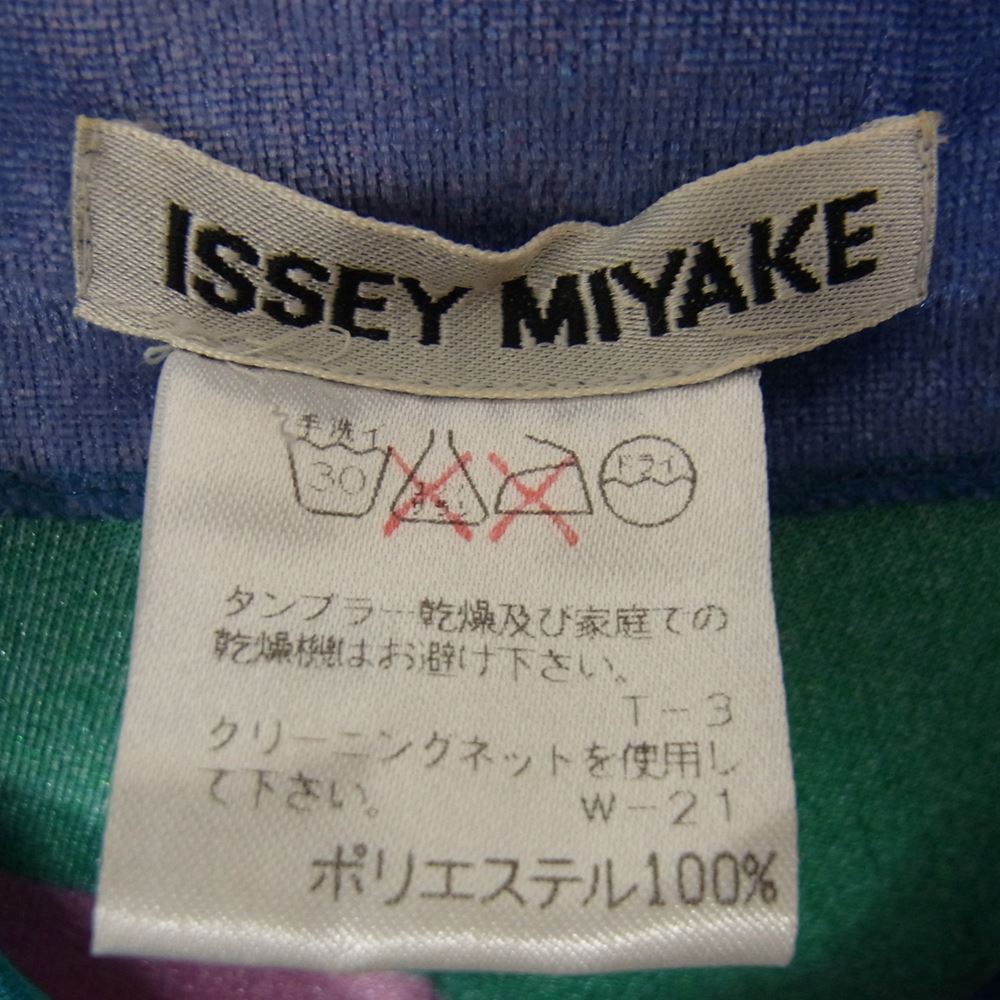 ISSEY MIYAKE
手洗イ
30
エンソ
ドライ
タンブラー乾燥及び家庭での
乾燥機はお避け下さい。
T-3
クリーニングネットを使用し
て下さい。
W-21
ポリエステル100%